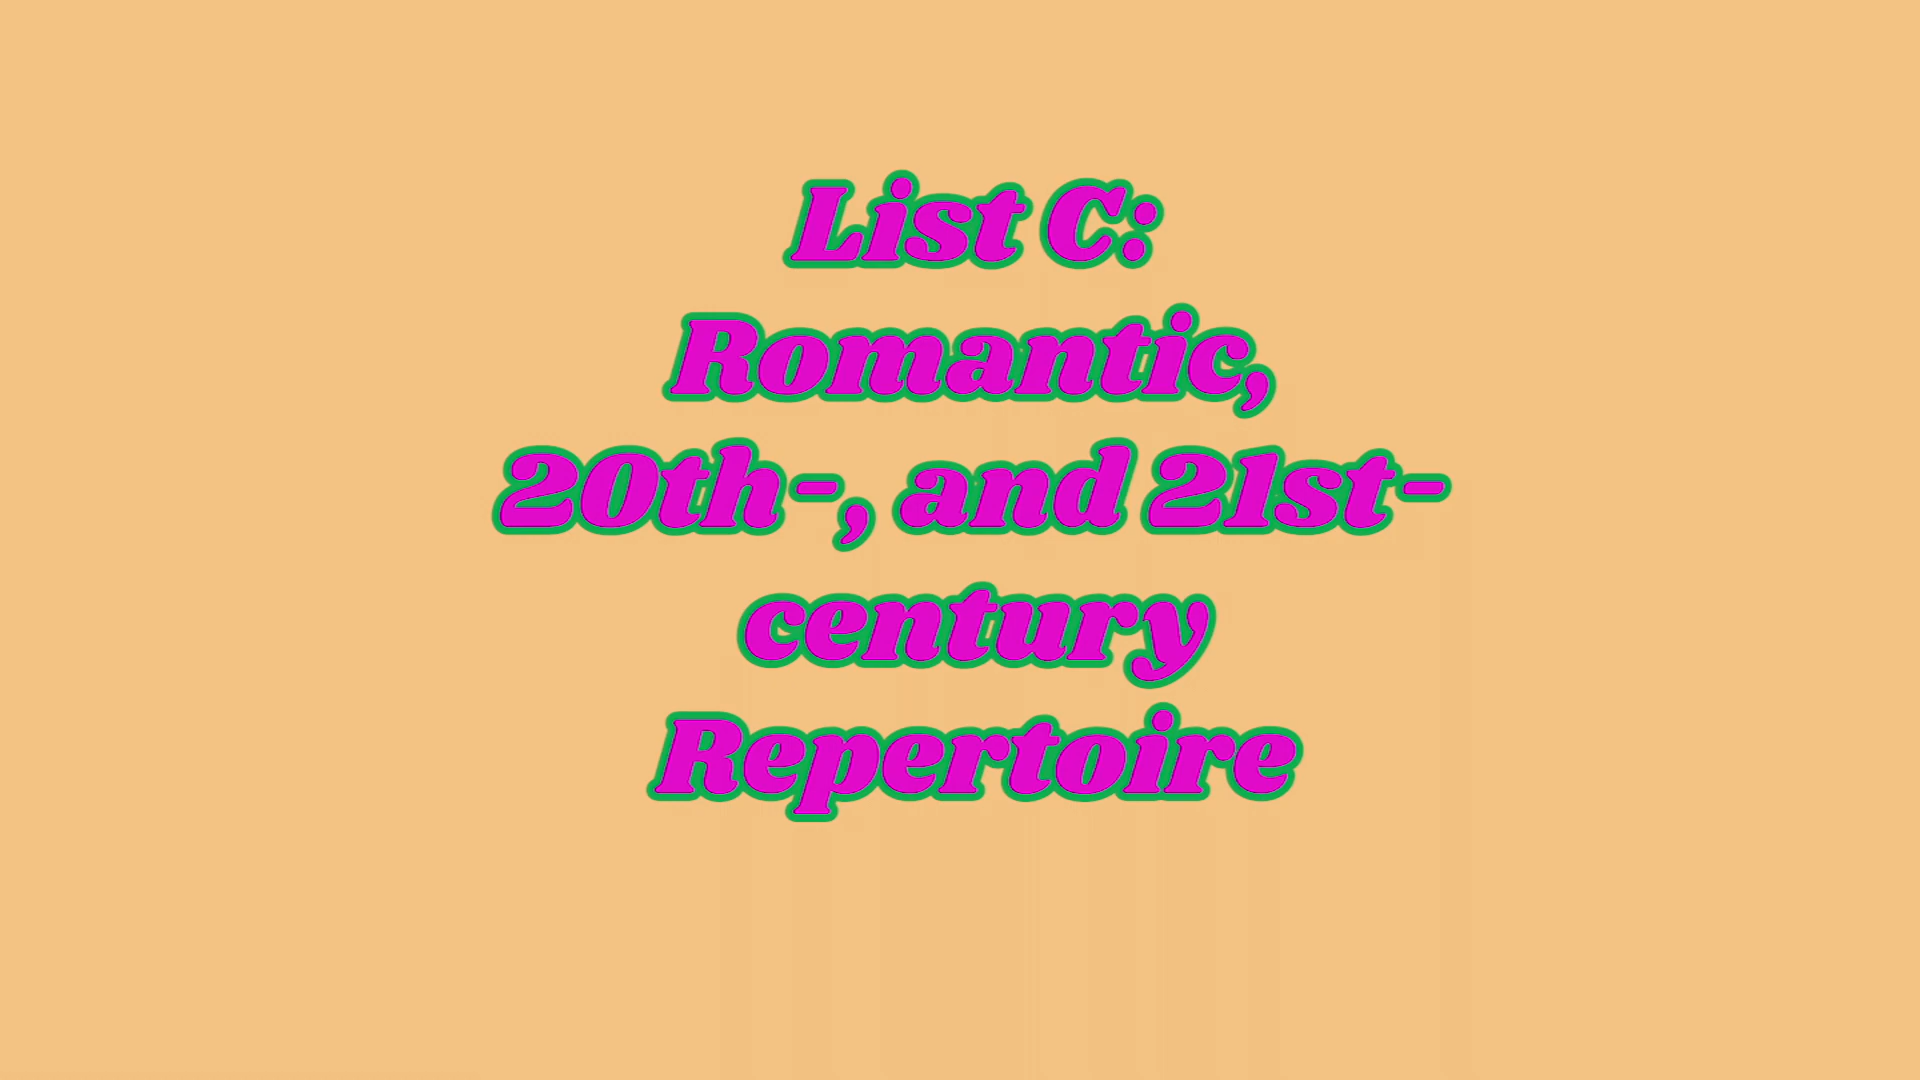 List C:
Romantic,
20th-, and 21st-
century
Repertoire